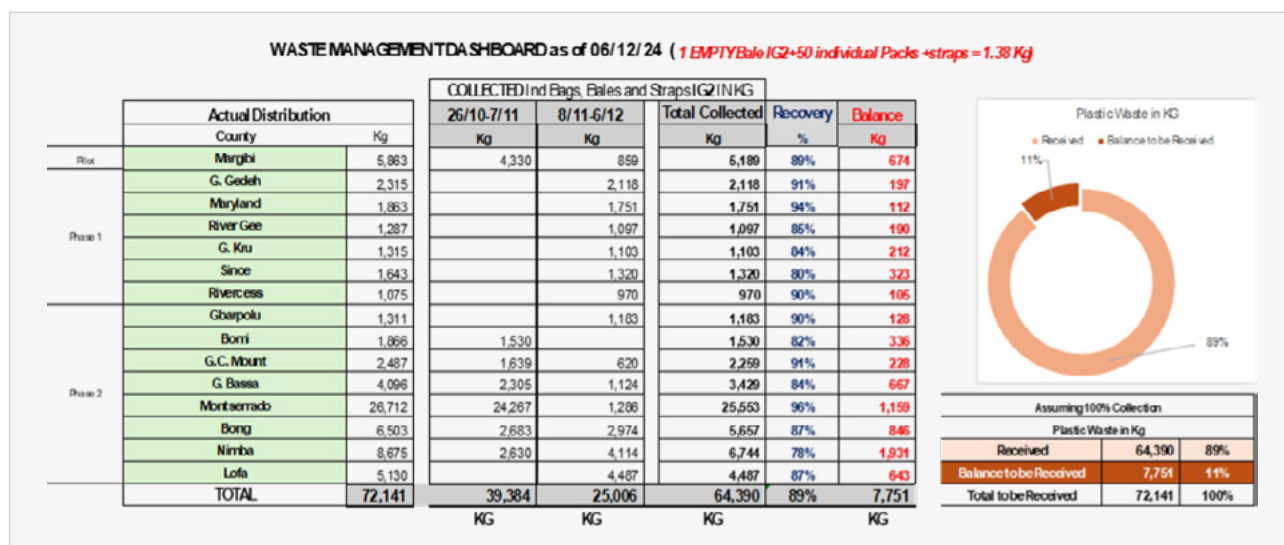 WASTE MANAGEMENT DASHBOARD as of 06/12/24 ( 1 EMPTY Bale IG2+50 individual Packs +straps = 1.38 Kg)
COLLECTED Ind Bags, Bales and Straps IG2 IN KG
Actual Distribution 26/10-7/11 8/11-6/12 Total Collected Recovery Balance
County Kg Kg Kg Kg % Kg
Pilot Margibi 5,863 4,330 859 5,189 89% 674
G. Gedeh 2,315 2,118 2,118 91% 197
Maryland 1,863 1,751 1,751 94% 112
River Gee 1,287 1,097 1,097 85% 190
Phase 1
G. Kru 1,315 1,103 1,103 84% 212
Sinoe 1,643 1,320 1,320 80% 323
Rivercess 1,075 970 970 90% 105
Gbarpolu 1,311 1,183 1,183 90% 128
Bomi 1,866 1,530 1,530 82% 336
G.C. Mount 2,487 1,639 620 2,259 91% 228
G. Bassa 4,096 2,305 1,124 3,429 84% 667
Phase 2
Montserrado 26,712 24,267 1,286 25,553 96% 1,159
Bong 6,503 2,683 2,974 5,657 87% 846
Nimba 8,675 2,630 4,114 6,744 78% 1,931
Lofa 5,130 4,487 4,487 87% 643
TOTAL 72,141 39,384 25,006 64,390 89% 7,751
KG KG KG KG
Plastic Waste in KG
Received Balance to be Received
11%
89%
Assuming 100% Collection
Plastic Waste in Kg
Received 64,390 89%
Balance to be Received 7,751 11%
Total to be Received 72,141 100%